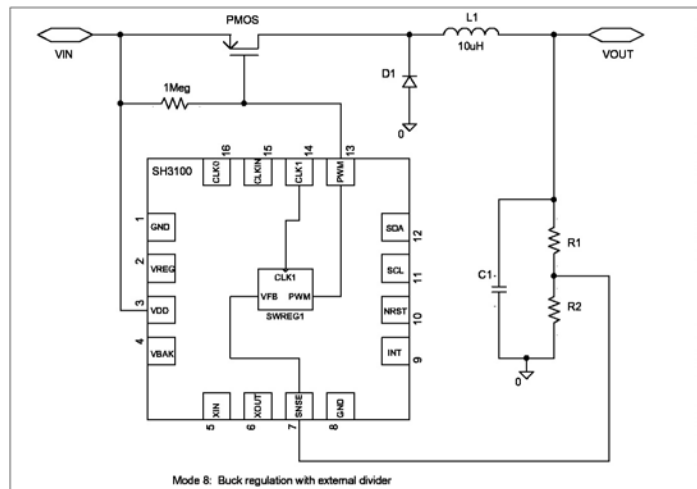 PMOS
VIN
L1
10uH
VOUT
D1
1Meg
0
16
15
14
13
SH3100
CLK0
CLKIN
CLK1
PWM
1
GND
SDA
12
2
VREG
CLK1
SCL
11
C1
R1
3
VDD
VFB PWM
SWREG1
NRST
10
R2
4
VBAK
INT
9
0
XIN
XOUT
SNSE
GND
5
6
7
8
Mode 8: Buck regulation with external divider